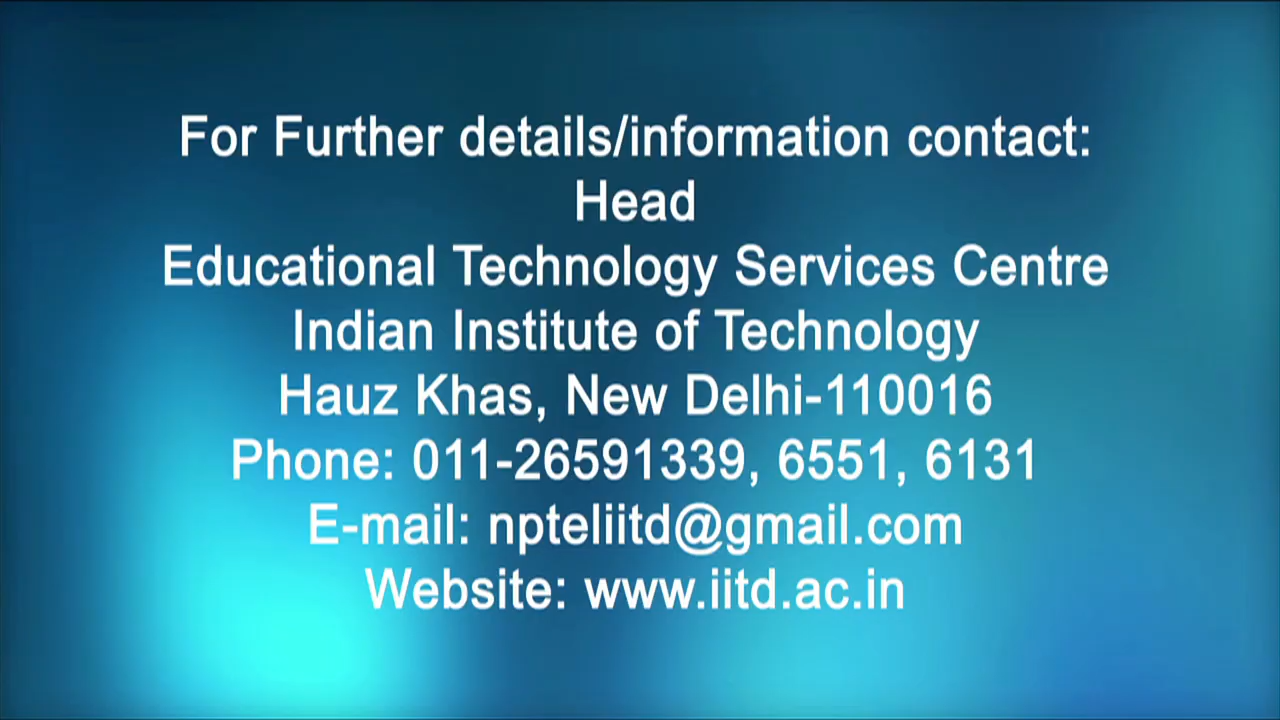 For Further details/information contact:
Head
Educational Technology Services Centre
Indian Institute of Technology
Hauz Khas, New Delhi-110016
Phone: 011-26591339, 6551, 6131
E-mail: npteliitd@gmail.com
Website: www.iitd.ac.in